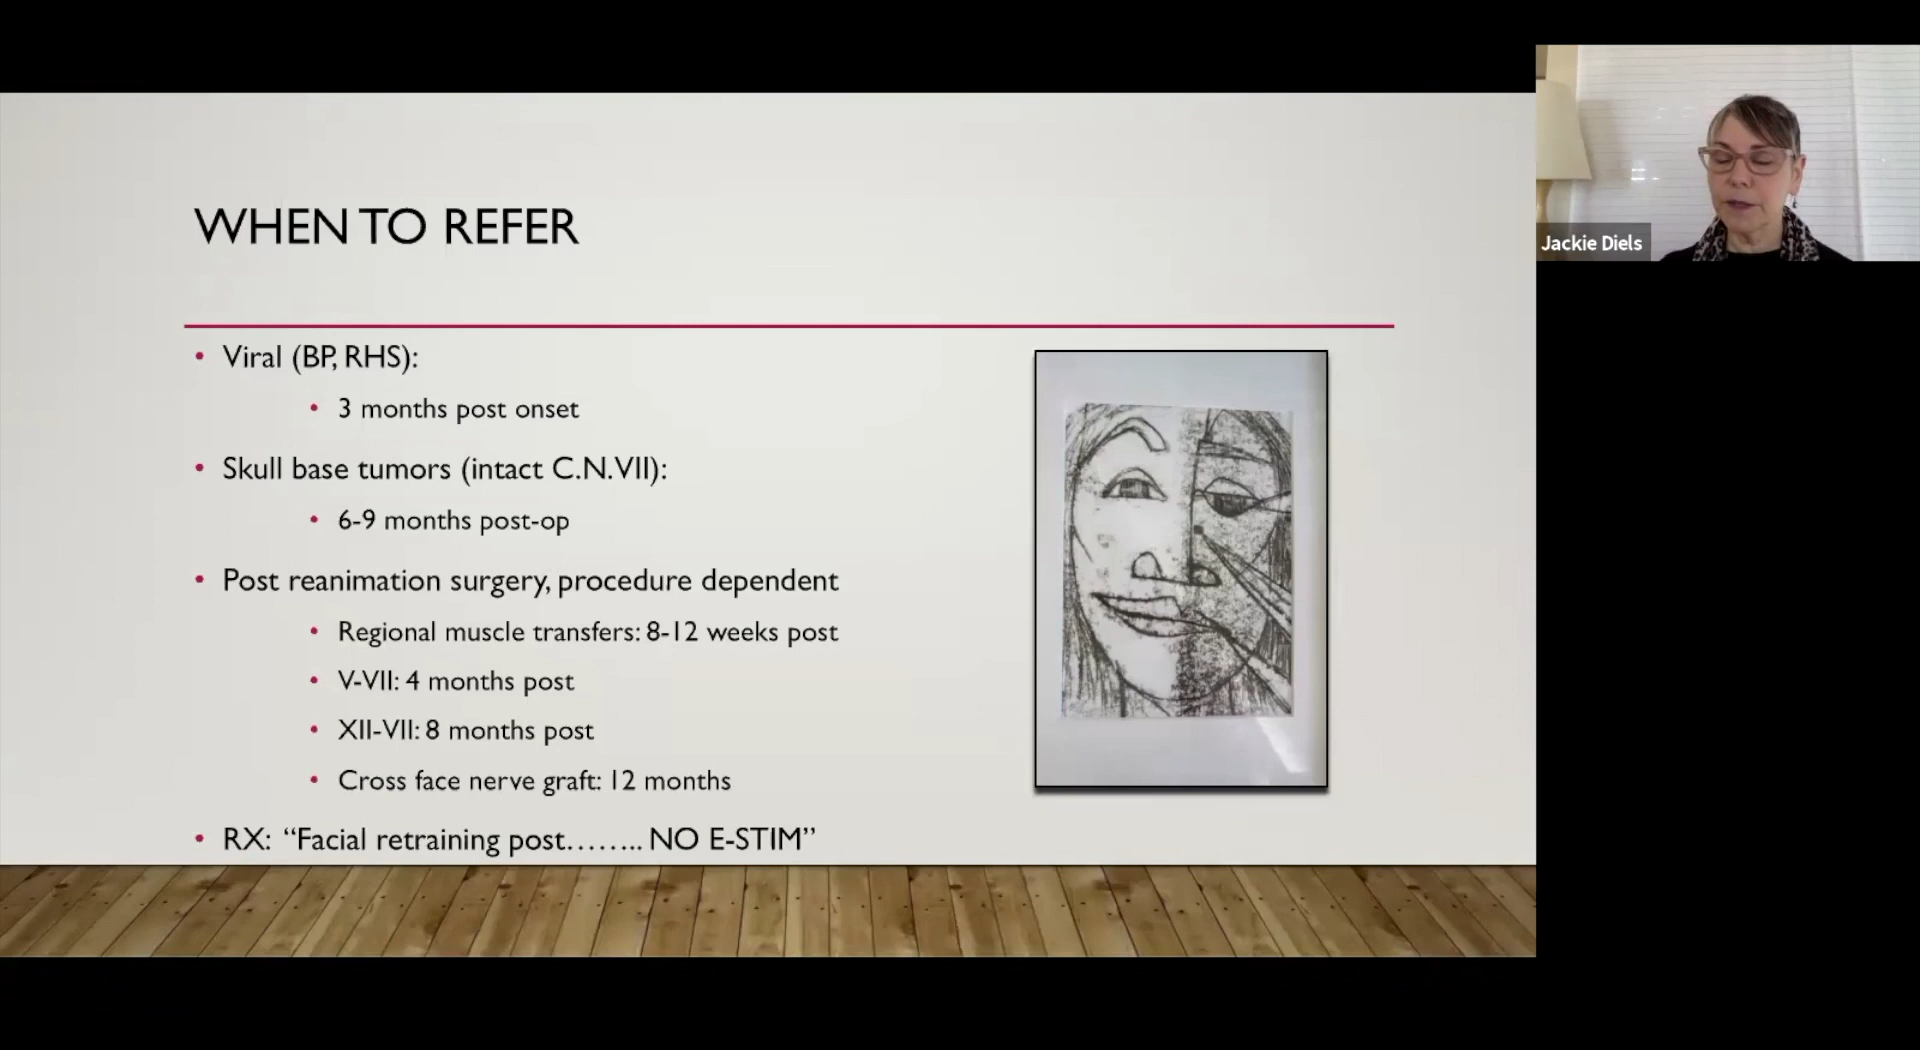 WHEN TO REFER
Jackie Diels
• Viral (BP, RHS):
• 3 months post onset
• Skull base tumors (intact C.N.VII):
• 6-9 months post-op
• Post reanimation surgery, procedure dependent
• Regional muscle transfers: 8-12 weeks post
• V-VII: 4 months post
• XII-VII: 8 months post
• Cross face nerve graft: 12 months
• RX: “Facial retraining post…….. NO E-STIM”